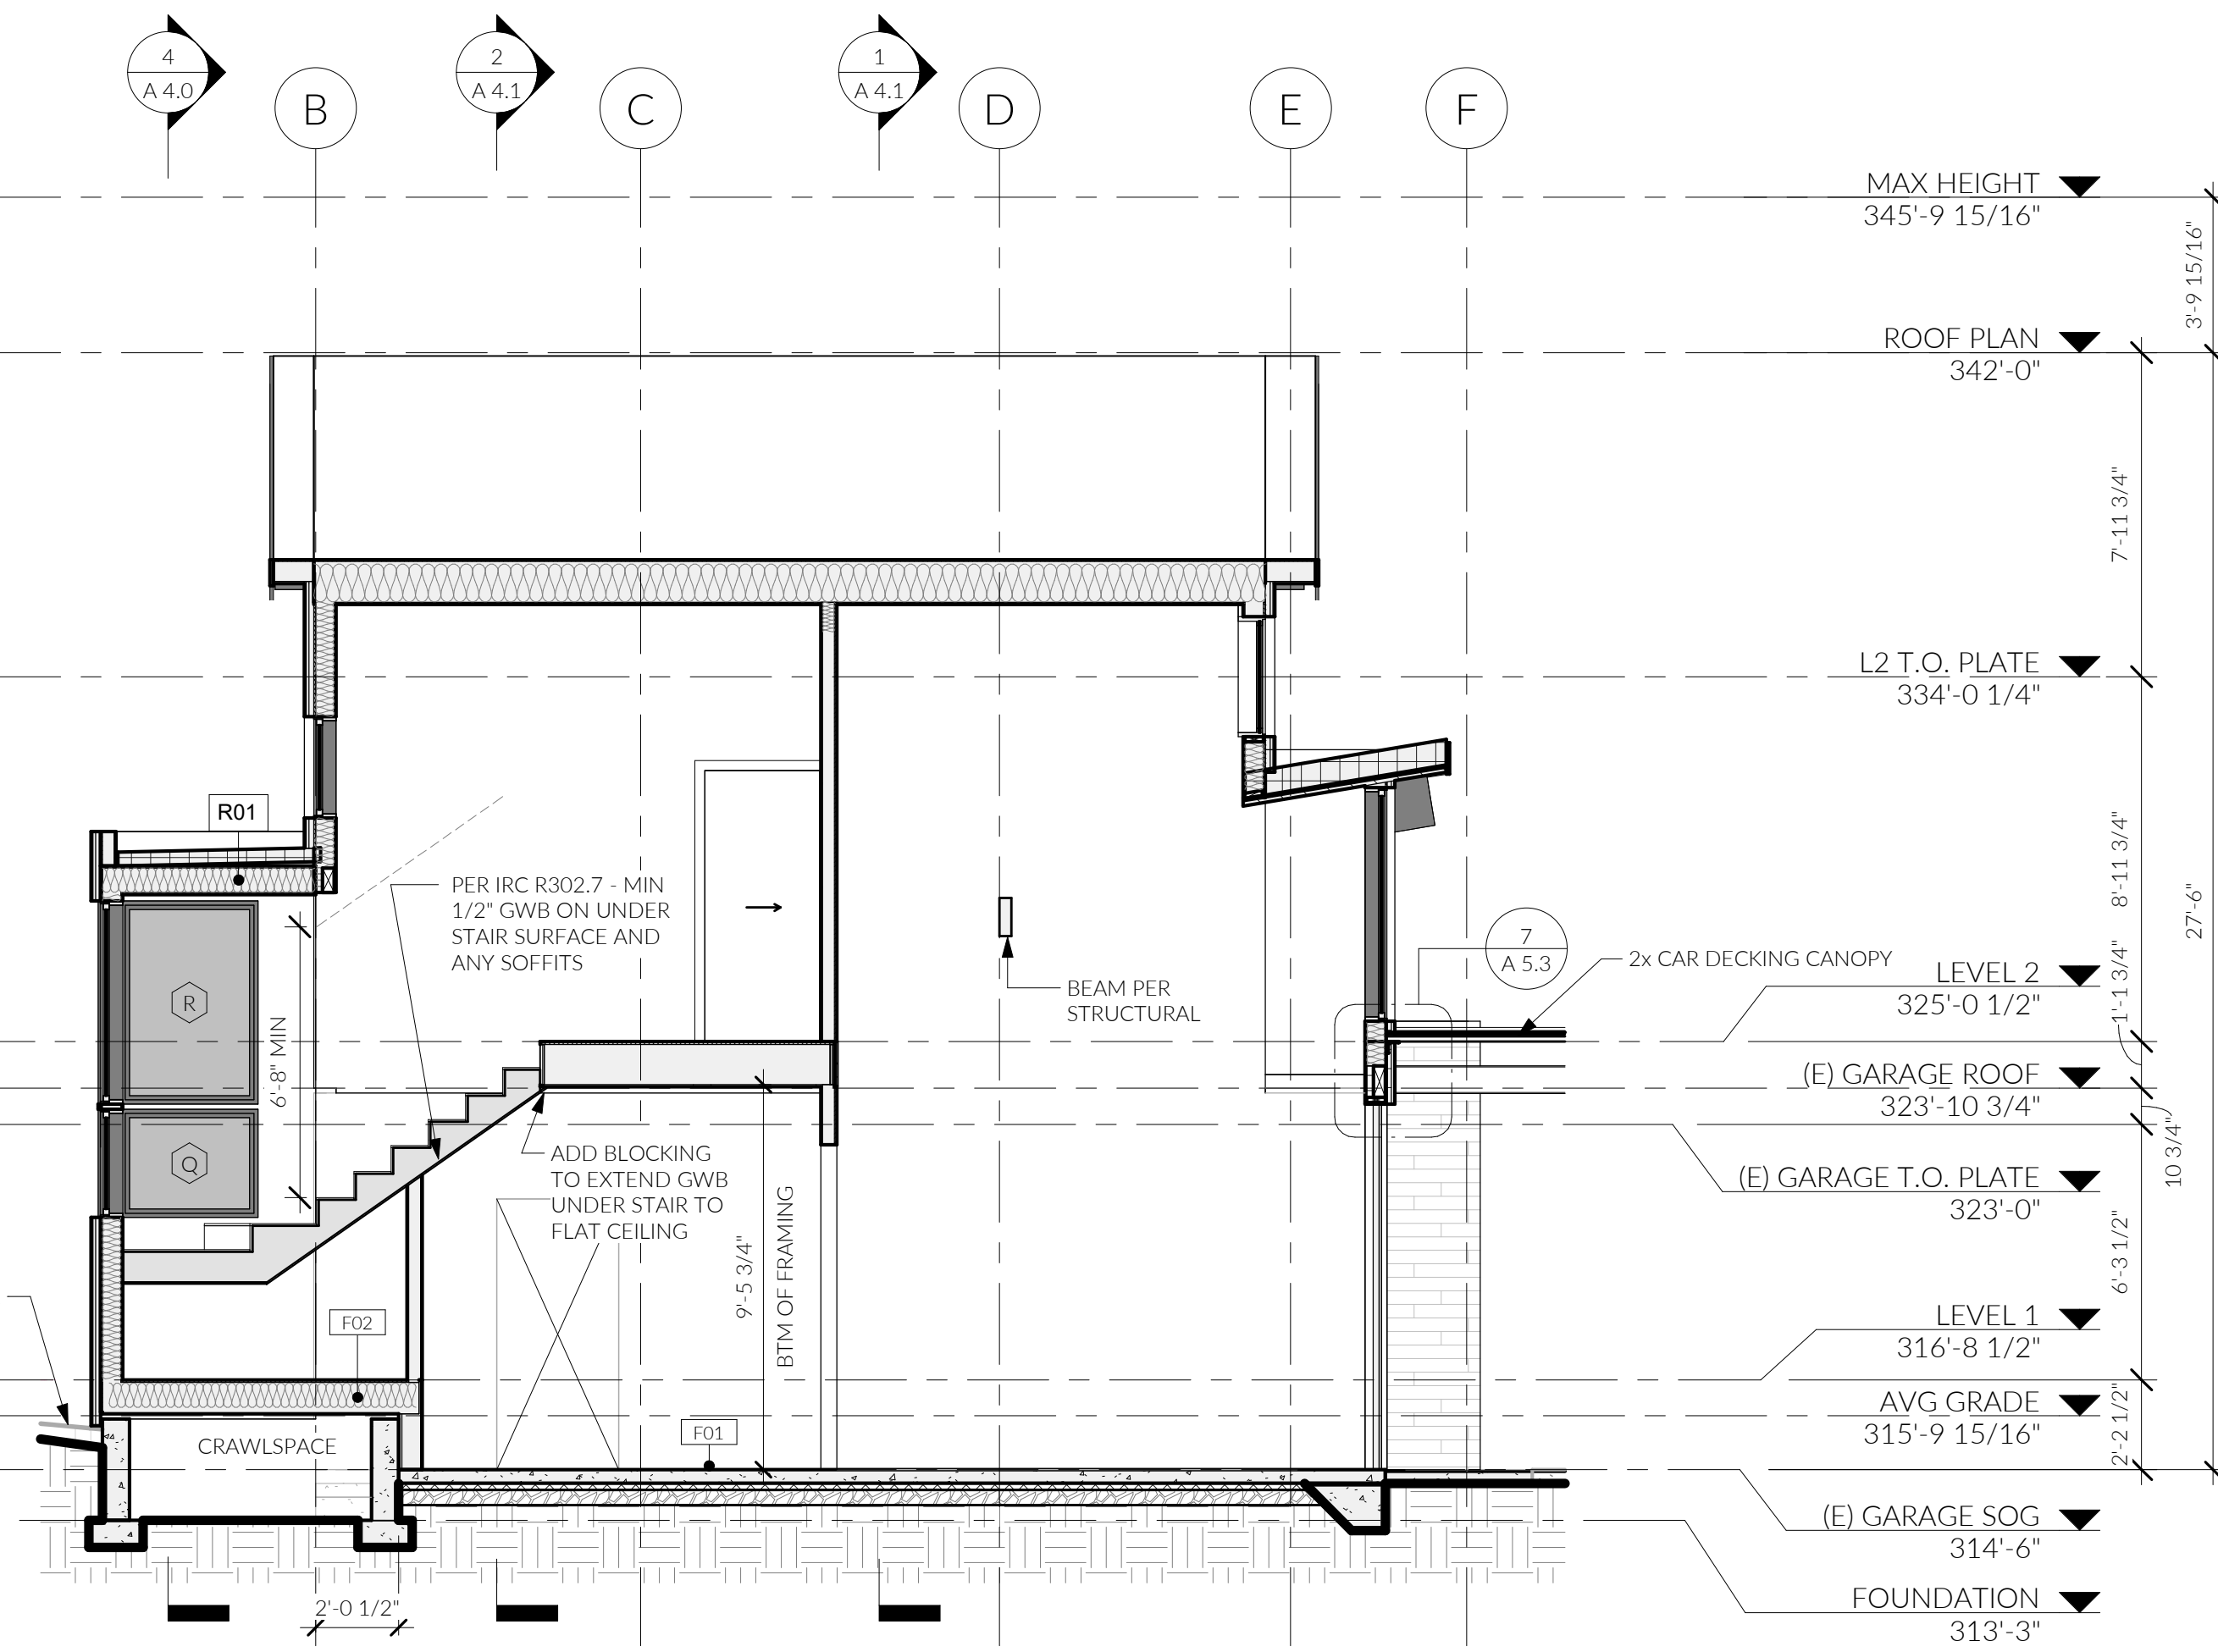 4
A 4.0
2
A 4.1
1
A 4.1
B
C
D
E
F
MAX HEIGHT
345'-9 15/16"
3'-9 15/16"
ROOF PLAN
342'-0"
7'-11 3/4"
L2 T.O. PLATE
334'-0 1/4"
R01
PER IRC R302.7 - MIN
1/2" GWB ON UNDER
STAIR SURFACE AND
ANY SOFFITS
8'-11 3/4"
27'-6"
7
A 5.3
2x CAR DECKING CANOPY
BEAM PER
STRUCTURAL
LEVEL 2
325'-0 1/2"
1'-1 3/4"
R
6'-8" MIN
(E) GARAGE ROOF
323'-10 3/4"
10 3/4"
Q
ADD BLOCKING
TO EXTEND GWB
UNDER STAIR TO
FLAT CEILING
(E) GARAGE T.O. PLATE
323'-0"
9'-5 3/4"
BTM OF FRAMING
6'-3 1/2"
F02
LEVEL 1
316'-8 1/2"
AVG GRADE
315'-9 15/16"
2'-2 1/2"
CRAWLSPACE
F01
(E) GARAGE SOG
314'-6"
FOUNDATION
313'-3"
2'-0 1/2"